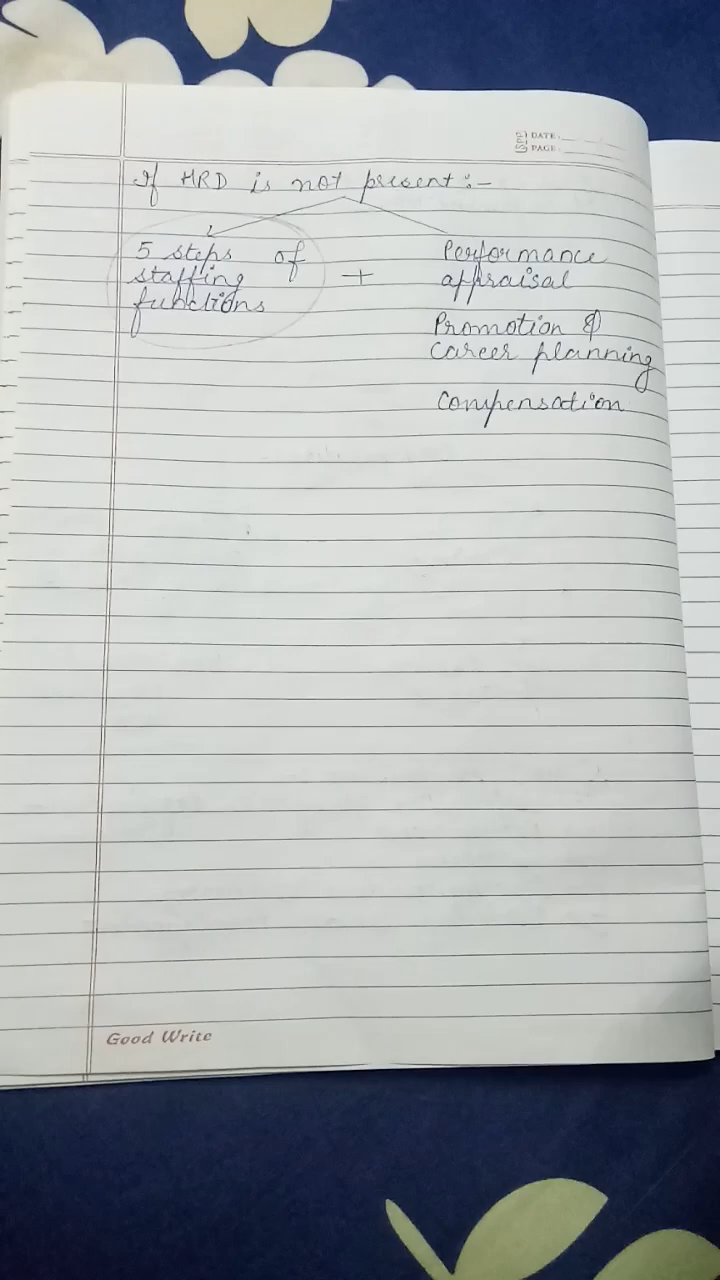 DATE:
PAGE:
If HRD is not present :-
5 steps of
staffing
functions
+
Performance
appraisal
Promotion &
career planning
Compensation
Good Write